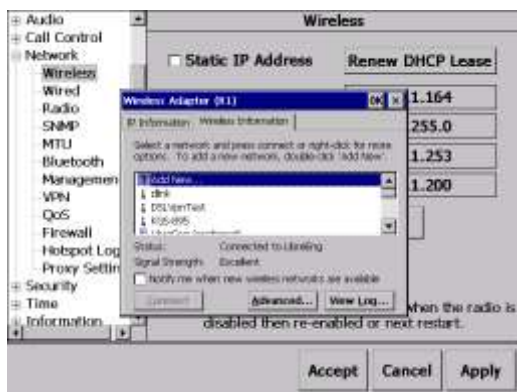 Audio
Call Control
Network
Wireless
Wired
Radio
SNMP
MTU
Bluetooth
Managemen
VPN
QoS
Firewall
Hotspot Log
Proxy Settin
Security
Time
Information
Wireless
Static IP Address
Renew DHCP Lease
1.164
255.0
1.253
1.200
when the radio is
disabled then re-enabled or next restart.
Accept Cancel Apply
Wireless Adapter (R1) OK ×
IP Information Wireless Information
Select a network and press connect or right-click for more
options. To add a new network, double-click 'Add New'.
Add New...
dlink
KQS-895
Status: Connected to
Signal Strength: Excellent
Notify me when new wireless networks are available
Connect Advanced... View Log...